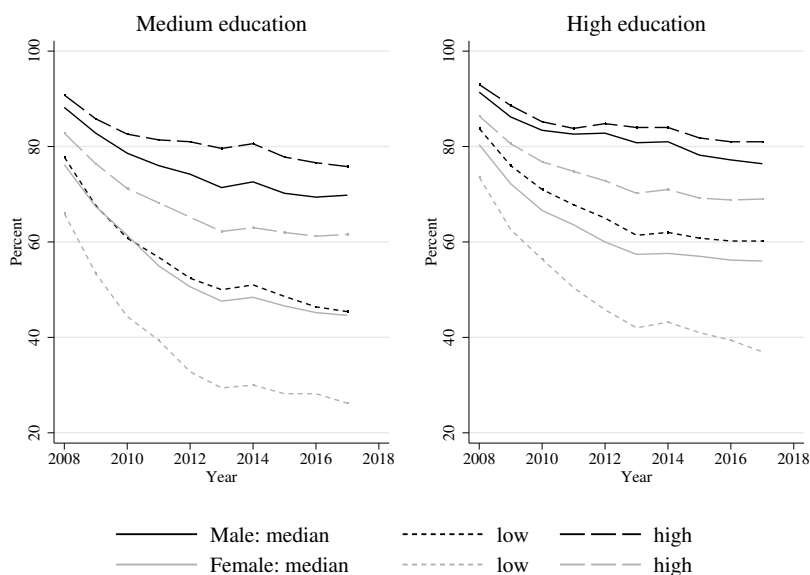 Medium education
High education
100
80
60
40
20
Percent
2008 2010 2012 2014 2016 2018
Year
100
80
60
40
20
Percent
2008 2010 2012 2014 2016 2018
Year
Male: median low high
Female: median low high